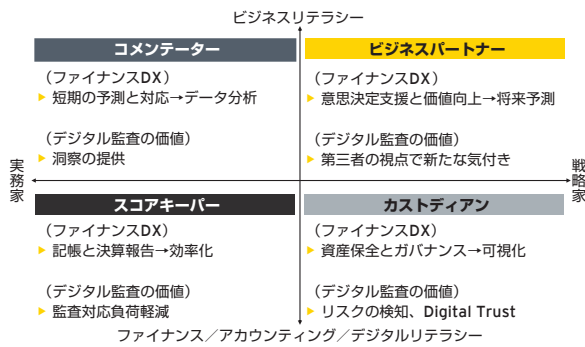 ビジネスリテラシー
コメンテーター
（ファイナンスDX）
▶ 短期の予測と対応→データ分析
（デジタル監査の価値）
▶ 洞察の提供
ビジネスパートナー
（ファイナンスDX）
▶ 意思決定支援と価値向上→将来予測
（デジタル監査の価値）
▶ 第三者の視点で新たな気付き
実務家
戦略家
スコアキーパー
（ファイナンスDX）
▶ 記帳と決算報告→効率化
（デジタル監査の価値）
▶ 監査対応負荷軽減
カストディアン
（ファイナンスDX）
▶ 資産保全とガバナンス→可視化
（デジタル監査の価値）
▶ リスクの検知、Digital Trust
ファイナンス／アカウンティング／デジタルリテラシー